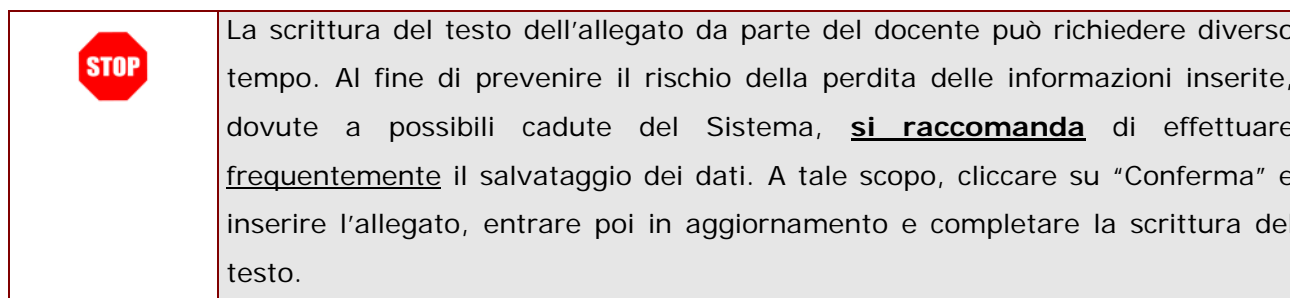 STOP
La scrittura del testo dell'allegato da parte del docente può richiedere diverso
tempo. Al fine di prevenire il rischio della perdita delle informazioni inserite,
dovute a possibili cadute del Sistema, si raccomanda di effettuare
frequentemente il salvataggio dei dati. A tale scopo, cliccare su “Conferma” e
inserire l'allegato, entrare poi in aggiornamento e completare la scrittura del
testo.